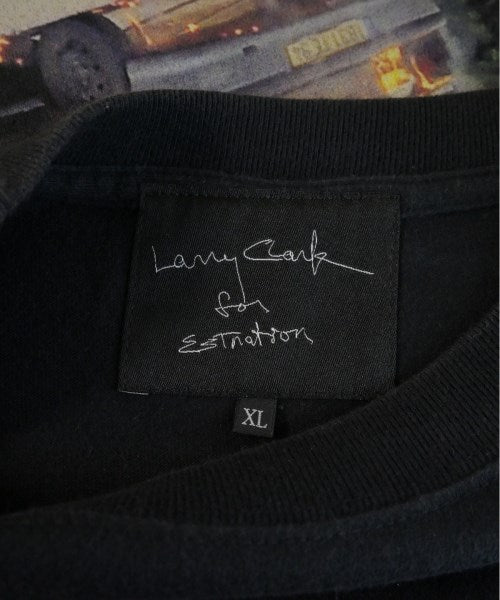 Larry Clark
for
ESTnation
XL